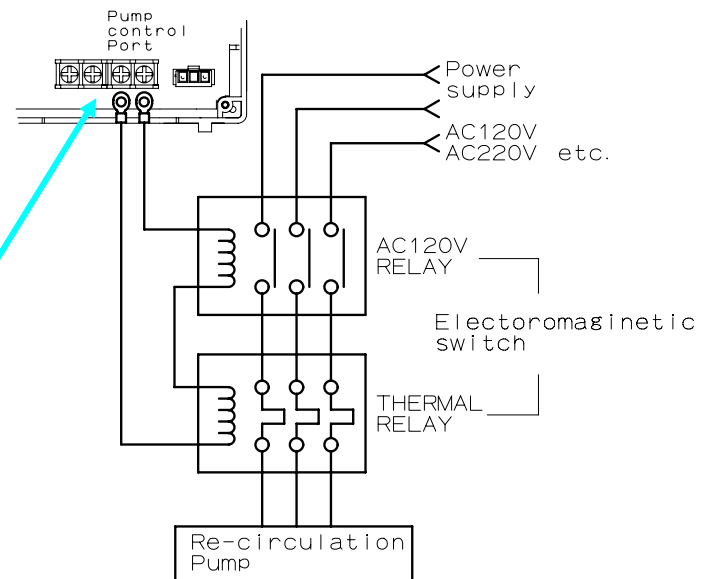 Pump
control
Port
Power
supply
AC120V
AC220V etc.
AC120V
RELAY
Electoromaginetic
switch
THERMAL
RELAY
Re-circulation
Pump